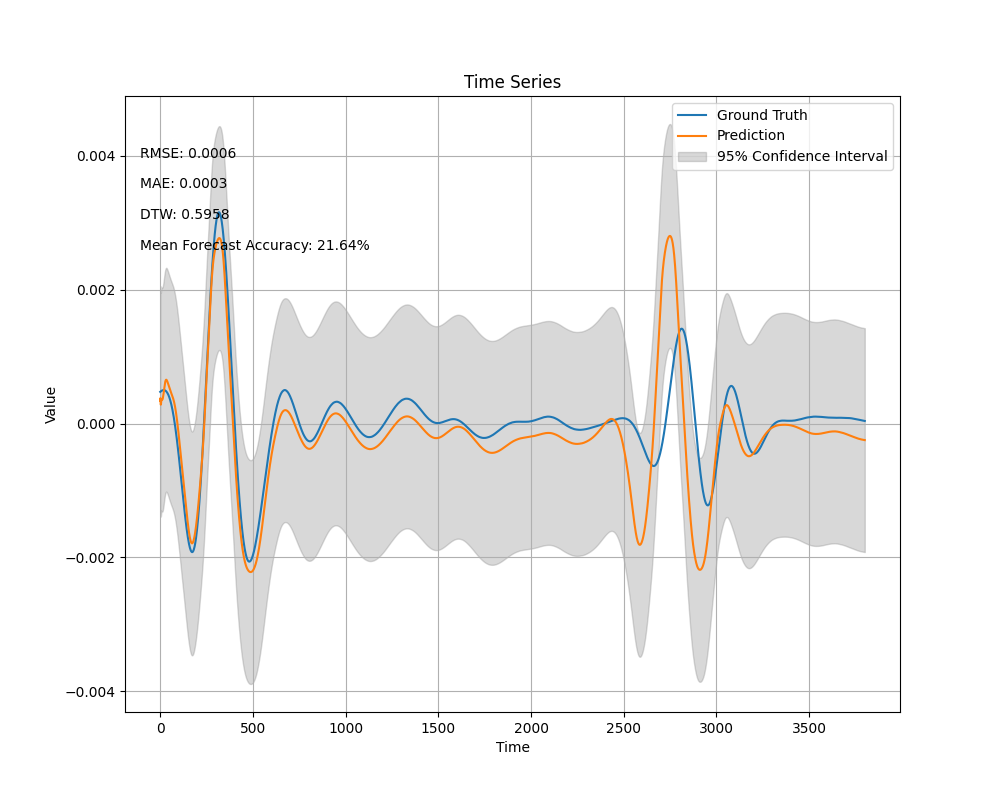 Time Series
Ground Truth
Prediction
95% Confidence Interval
RMSE: 0.0006
MAE: 0.0003
DTW: 0.5958
Mean Forecast Accuracy: 21.64%
0.004
0.002
0.000
−0.002
−0.004
Value
0 500 1000 1500 2000 2500 3000 3500
Time